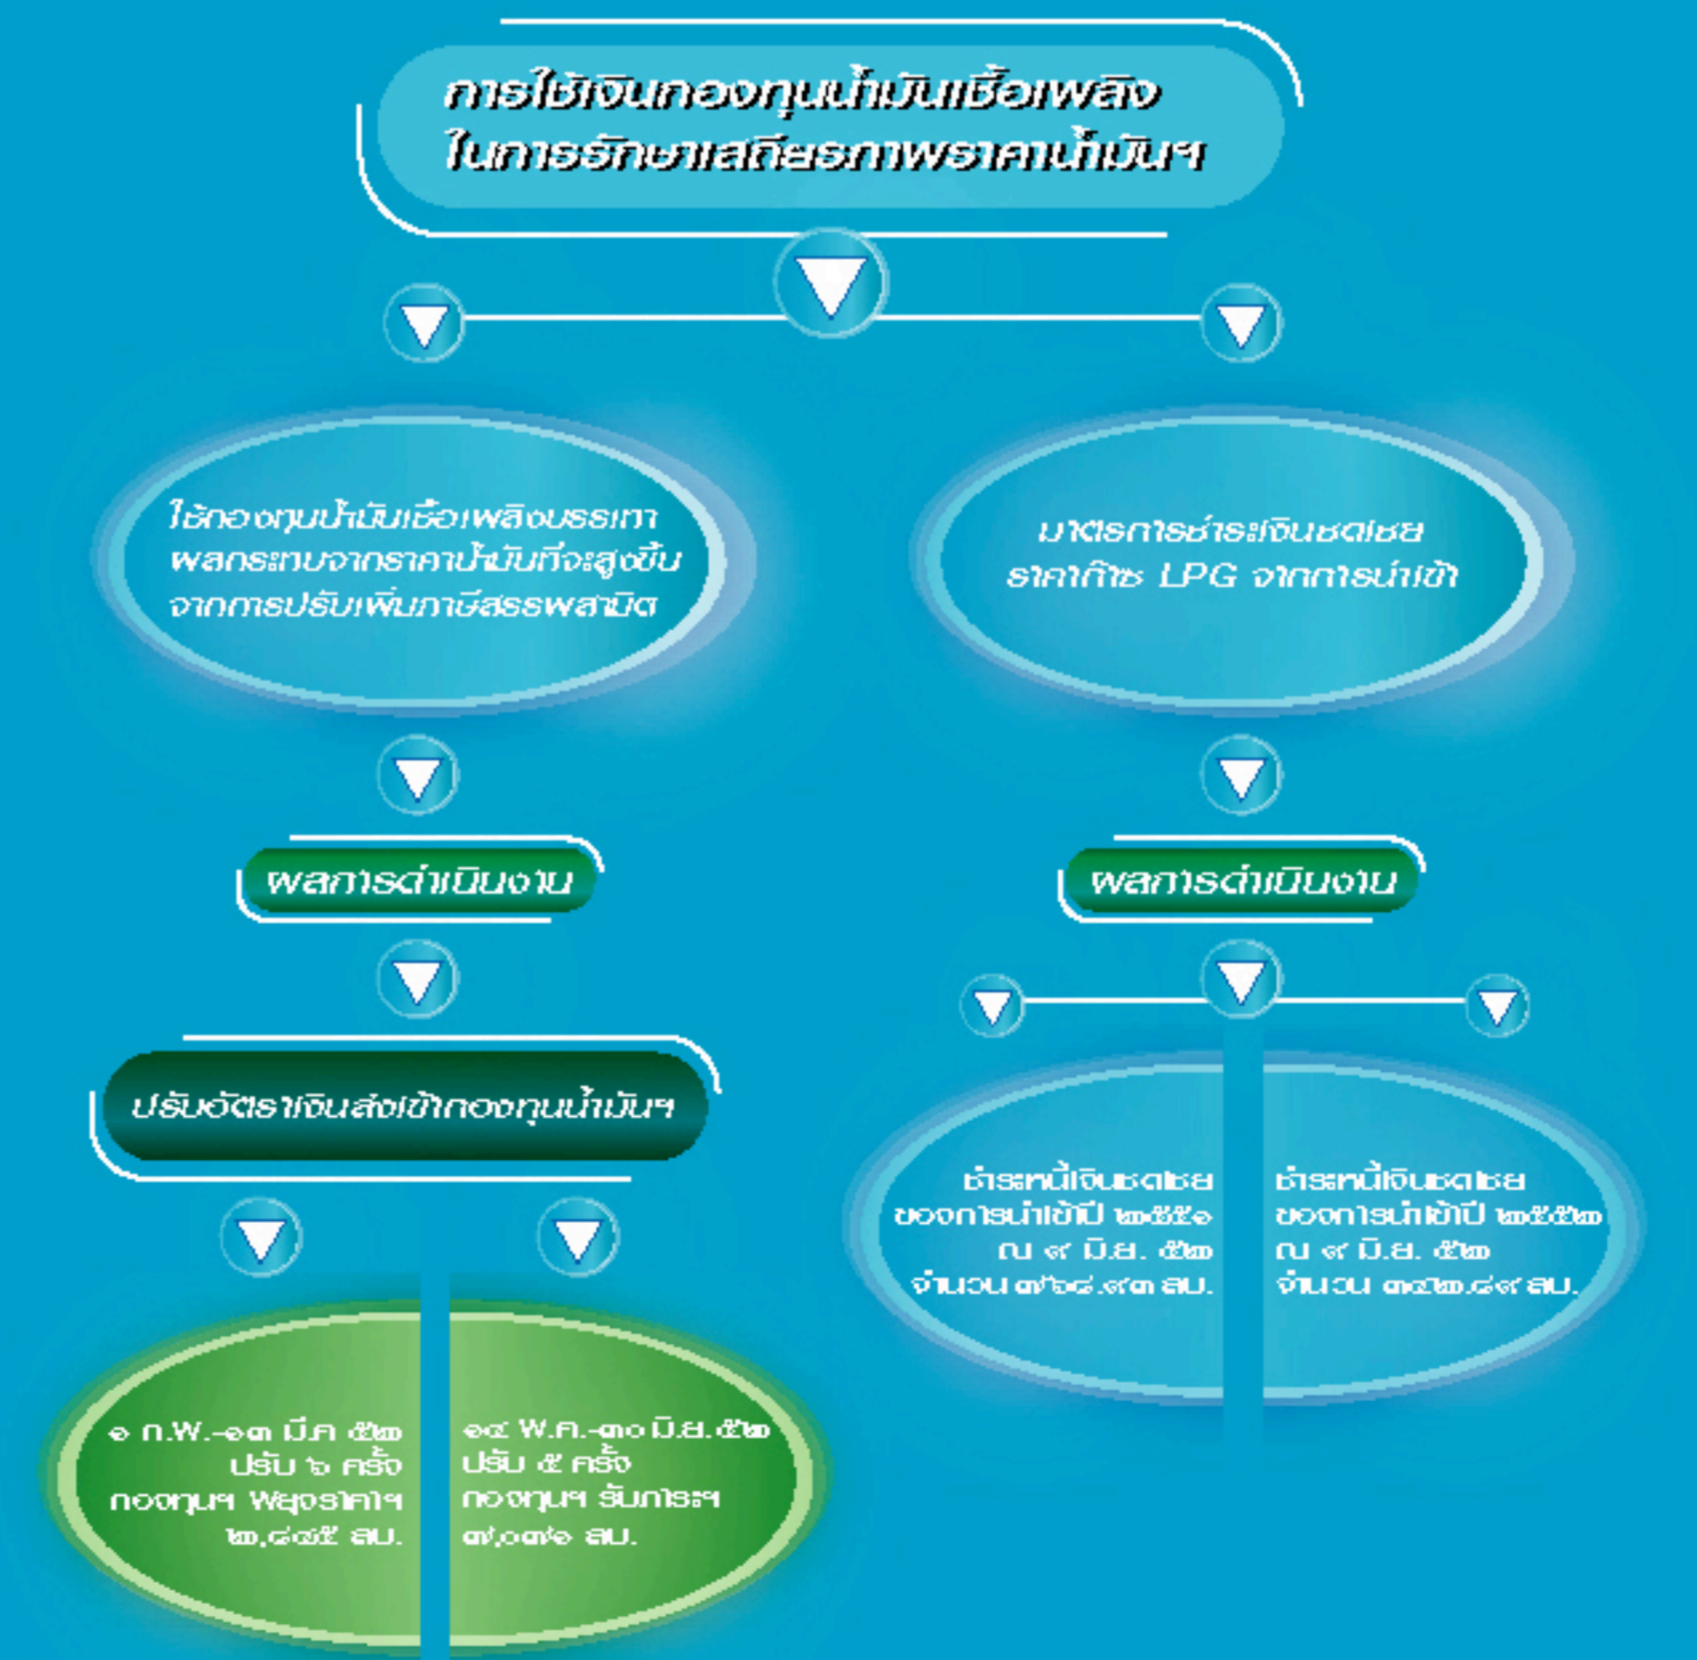 การใช้เงินกองทุนน้ำมันเชื้อเพลิง
ในการรักษาเสถียรภาพราคาน้ำมันฯ
ใช้กองทุนน้ำมันเชื้อเพลิงบรรเทา
ผลกระทบจากราคาน้ำมันที่จะสูงขึ้น
จากการปรับเพิ่มภาษีสรรพสามิต
ผลการดำเนินงาน
ปรับอัตราเงินส่งเข้ากองทุนน้ำมันฯ
๑ ก.พ.-๑๓ มี.ค ๕๒
ปรับ ๖ ครั้ง
กองทุนฯ พยุงราคาฯ
ลบ.
๑๔ พ.ค.-๓๐ มิ.ย.๕๒
ปรับ ๕ ครั้ง
กองทุนฯ รับภาระฯ
ลบ.
มาตรการชำระเงินชดเชย
ราคาก๊าซ LPG จากการนำเข้า
ผลการดำเนินงาน
ชำระหนี้เงินชดเชย
ของการนำเข้าปี ๒๕๕๑
ณ ๙ มิ.ย. ๕๒
จำนวน ลบ.
ชำระหนี้เงินชดเชย
ของการนำเข้าปี ๒๕๕๒
ณ ๙ มิ.ย. ๕๒
จำนวน ลบ.